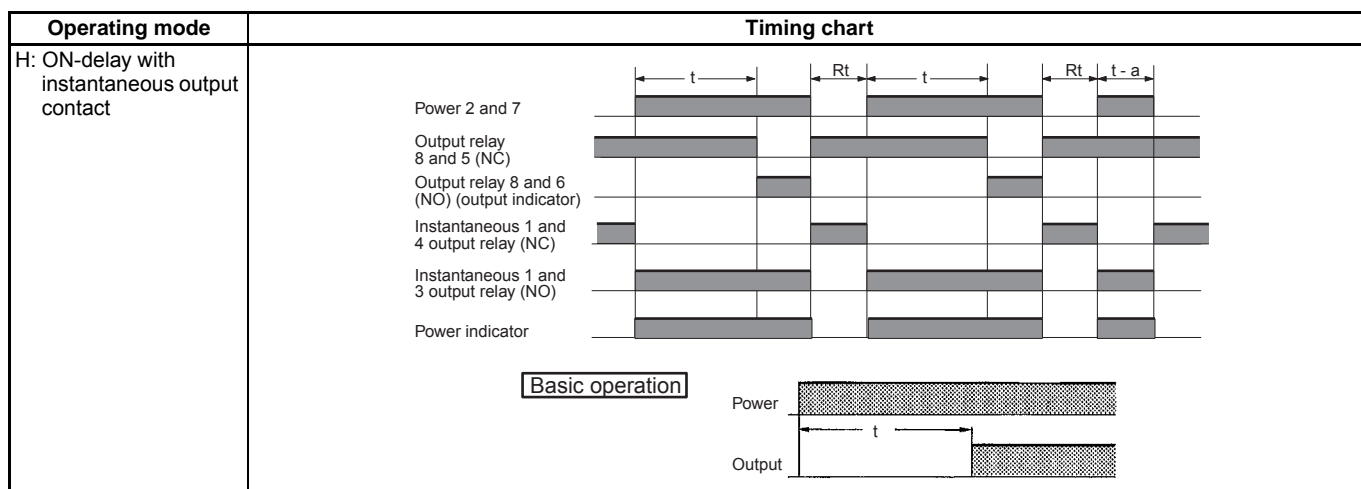 Operating mode
Timing chart
H: ON-delay with
instantaneous output
contact
t
Rt
t
Rt
t - a
Power 2 and 7
Output relay
8 and 5 (NC)
Output relay 8 and 6
(NO) (output indicator)
Instantaneous 1 and
4 output relay (NC)
Instantaneous 1 and
3 output relay (NO)
Power indicator
Basic operation
Power
t
Output